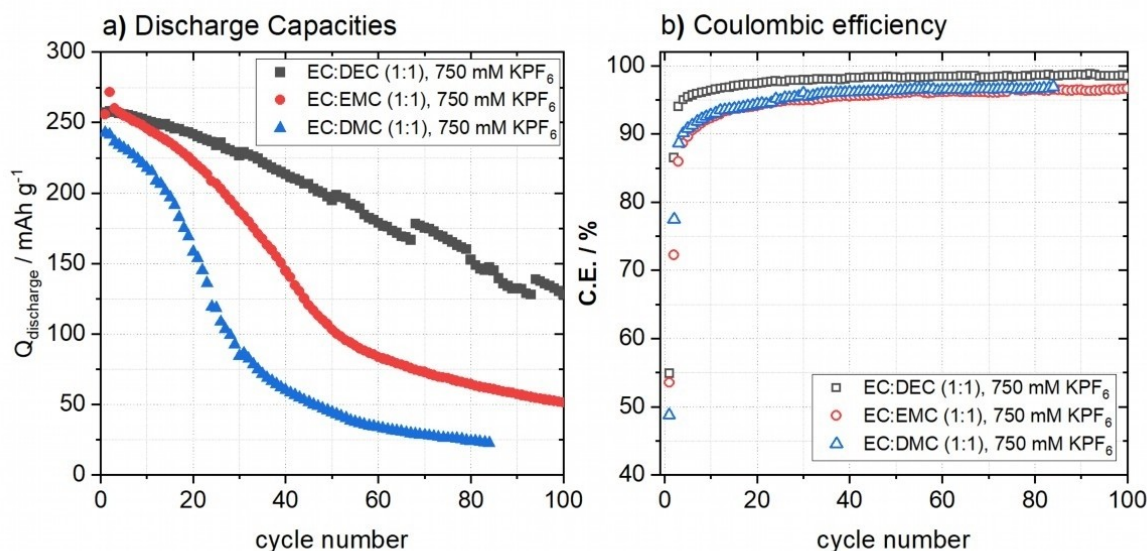 a) Discharge Capacities
300
250
200
150
100
50
0
Q_discharge / mAh g⁻¹
EC:DEC (1:1), 750 mM KPF₆
EC:EMC (1:1), 750 mM KPF₆
EC:DMC (1:1), 750 mM KPF₆
0 20 40 60 80 100
cycle number
b) Coulombic efficiency
100
90
80
70
60
50
40
C.E. / %
EC:DEC (1:1), 750 mM KPF₆
EC:EMC (1:1), 750 mM KPF₆
EC:DMC (1:1), 750 mM KPF₆
0 20 40 60 80 100
cycle number